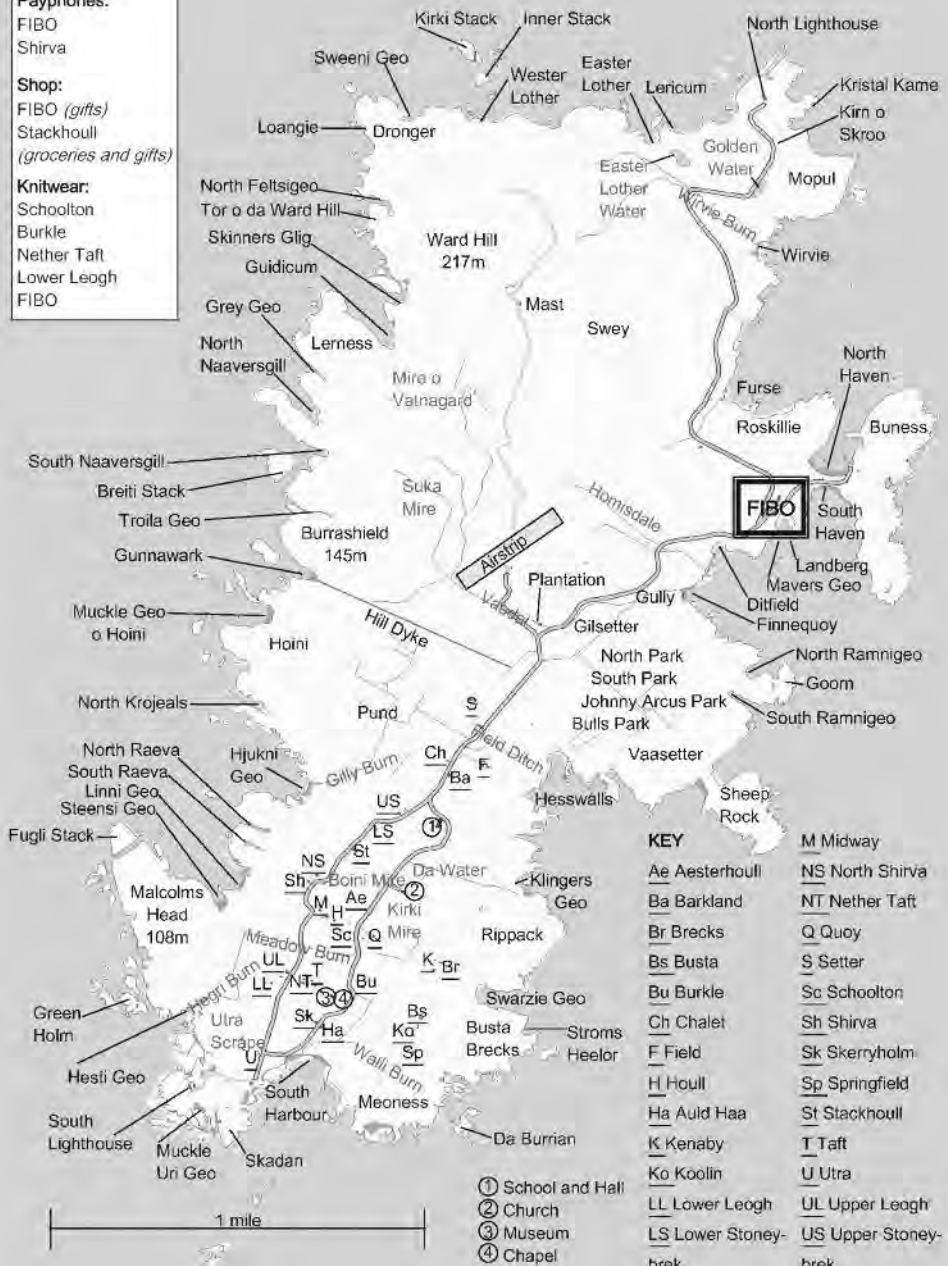 Payphones:
FIBO
Shirva
Shop:
FIBO (gifts)
Stackhoull
(groceries and gifts)
Knitwear:
Schoolton
Burkle
Nether Taft
Lower Leogh
FIBO
Kirki Stack
Inner Stack
North Lighthouse
Sweeni Geo
Wester
Lother
Easter
Lother
Lericum
Kristal Kame
Kirn o
Skroo
Loangie
Dronger
Golden
Water
Easter
Lother
Water
Mopul
North Feltsigeo
Tor o da Ward Hill
Wirvie Burn
Skinners Glig
Ward Hill
217m
Wirvie
Guidicum
Mast
Grey Geo
Lerness
Swey
North
Naaversgill
Mire o
Vatnagard
North
Haven
Furse
Roskillie
Buness
South Naaversgill
Breiti Stack
Suka
Mire
Homisdale
FIBO
South
Haven
Troila Geo
Burrashield
145m
Airstrip
Landberg
Gunnawark
Plantation
Mavers Geo
Vaadal
Gully
Ditfield
Muckle Geo
o Hoini
Hill Dyke
Gilsetter
Finnequoy
Hoini
North Park
North Ramnigeo
South Park
Goom
North Krojeals
Pund
S
Johnny Arcus Park
South Ramnigeo
Bulls Park
Field Ditch
Vaasetter
North Raeva
Hjukni
Geo
Gilly Burn
Ch
F
Ba
South Raeva
Linni Geo
Steensi Geo
Hesswalls
Sheep
Rock
US
LS
1
Fugli Stack
St
NS
Da Water
Sh
Boini Mire
2
Klingers
Geo
Malcolms
Head
108m
M
H
Ae
Kirki
Mire
Sc
Q
Rippack
Meadow Burn
UL
LL
T
NT
K
Br
Hegri Burn
3
4
Bu
Swarzie Geo
Green
Holm
Utra
Scrape
Sk
Ha
Bs
Ko
Sp
Busta
Brecks
Stroms
Heelor
Hesti Geo
U
Walli Burn
South
Harbour
Meoness
South
Lighthouse
Muckle
Uri Geo
Skadan
Da Burrian
1 mile
1 School and Hall
2 Church
3 Museum
4 Chapel
KEY
Ae Aesterhoull
Ba Barkland
Br Brecks
Bs Busta
Bu Burkle
Ch Chalet
F Field
H Houll
Ha Auld Haa
K Kenaby
Ko Koolin
LL Lower Leogh
LS Lower Stoney-
brek
M Midway
NS North Shirva
NT Nether Taft
Q Quoy
S Setter
Sc Schoolton
Sh Shirva
Sk Skerryholm
Sp Springfield
St Stackhoull
T Taft
U Utra
UL Upper Leogh
US Upper Stoney-
brek